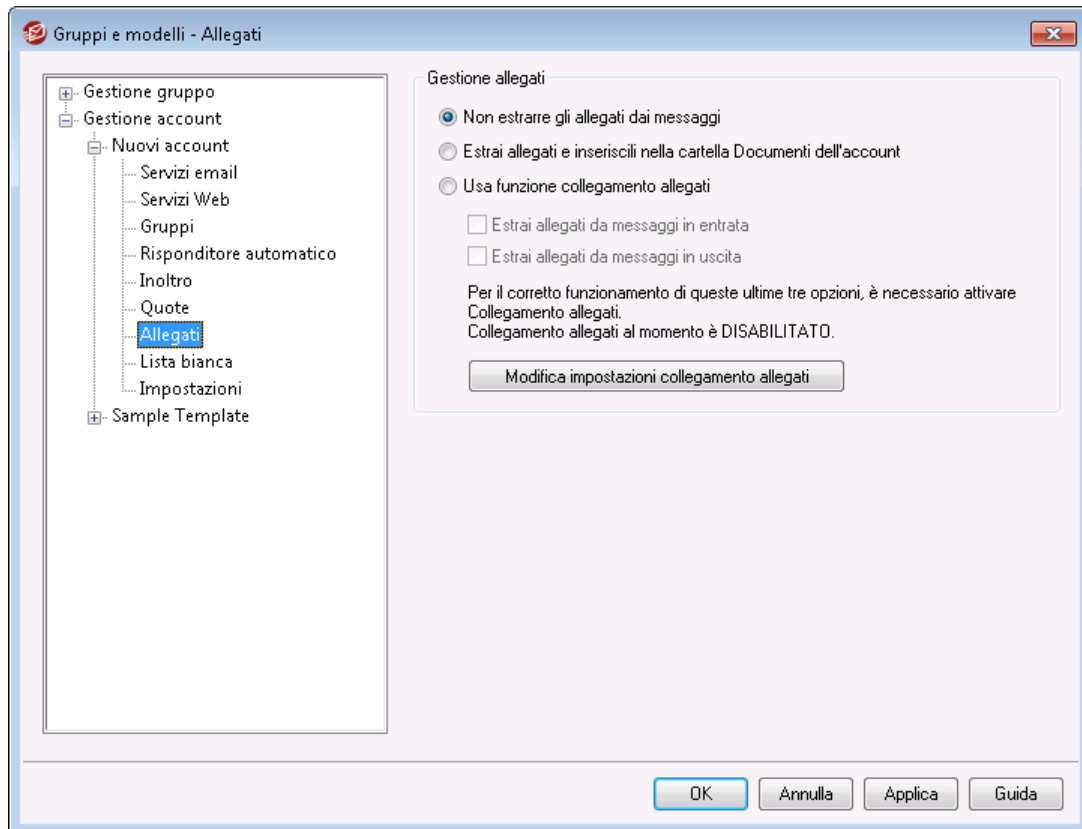 Gruppi e modelli - Allegati
Gestione gruppo
Gestione account
Nuovi account
Servizi email
Servizi Web
Gruppi
Risponditore automatico
Inoltro
Quote
Allegati
Lista bianca
Impostazioni
Sample Template
Gestione allegati
Non estrarre gli allegati dai messaggi
Estrai allegati e inseriscili nella cartella Documenti dell'account
Usa funzione collegamento allegati
Estrai allegati da messaggi in entrata
Estrai allegati da messaggi in uscita
Per il corretto funzionamento di queste ultime tre opzioni, è necessario attivare
Collegamento allegati.
Collegamento allegati al momento è DISABILITATO.
Modifica impostazioni collegamento allegati
OK
Annulla
Applica
Guida